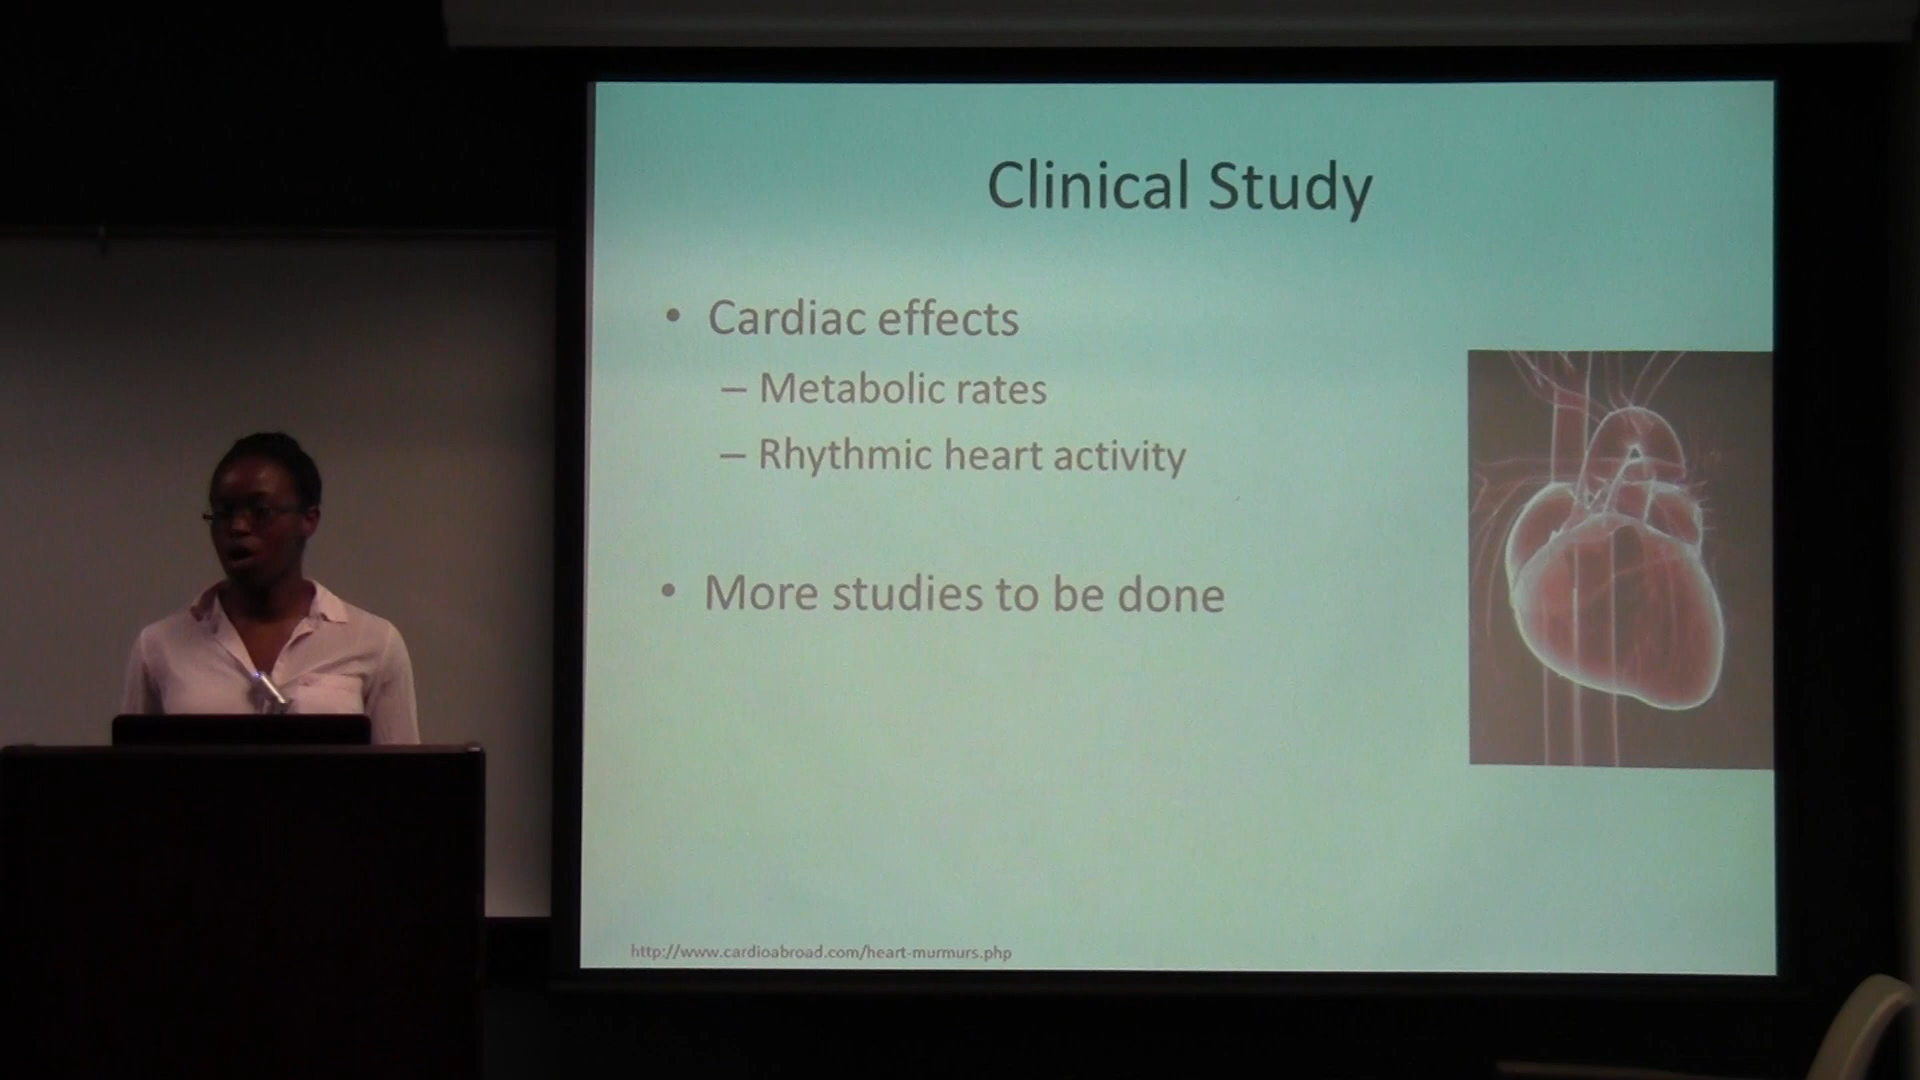 Clinical Study
• Cardiac effects
– Metabolic rates
– Rhythmic heart activity
• More studies to be done
http://www.cardioabroad.com/heart-murmurs.php